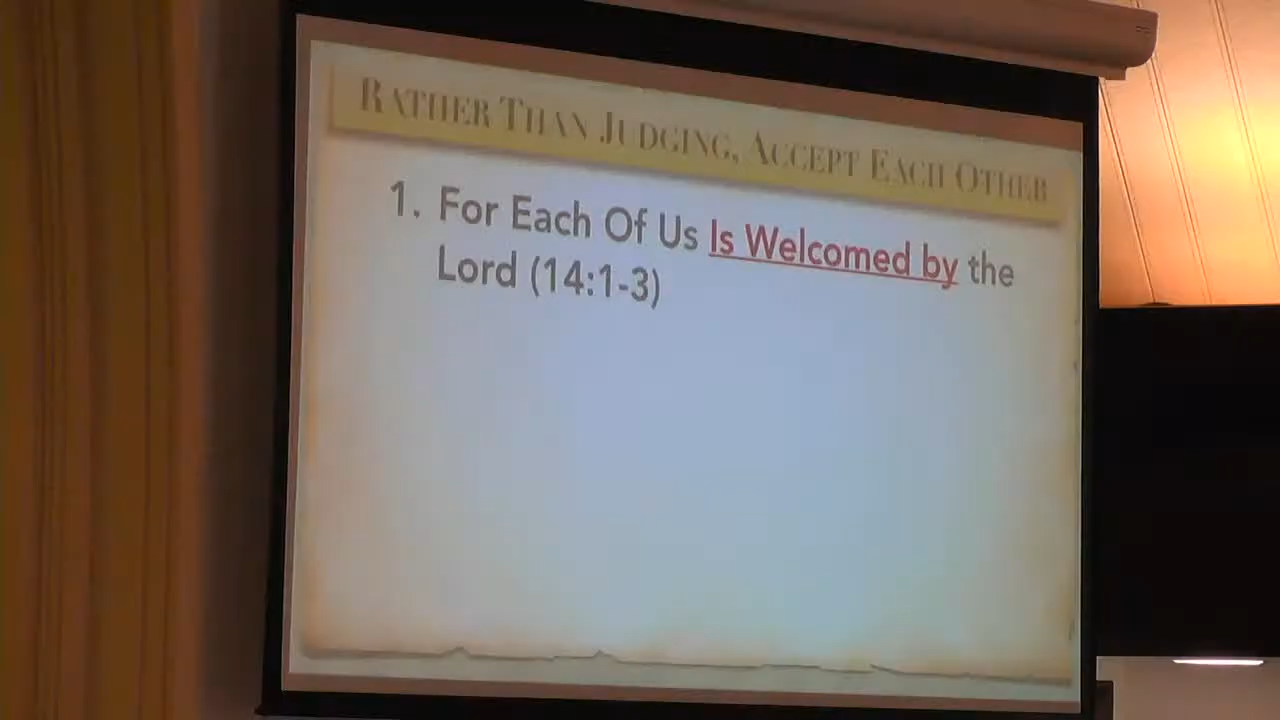 RATHER THAN JUDGING, ACCEPT EACH OTHER
1. For Each Of Us Is Welcomed by the
Lord (14:1-3)